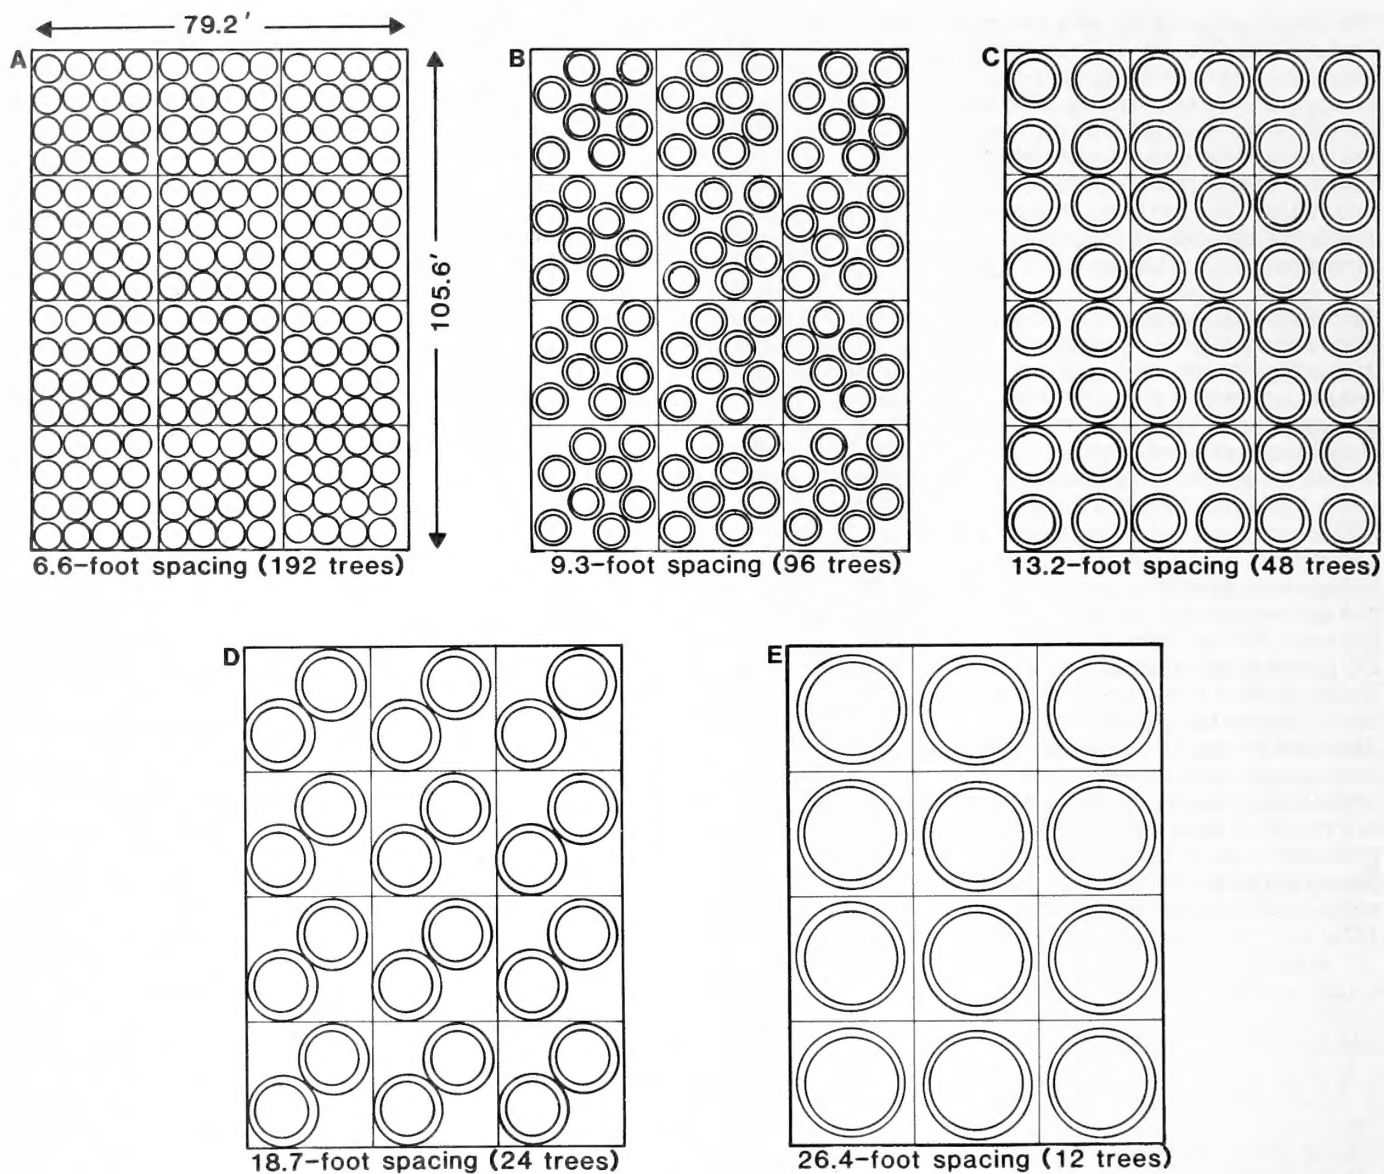 79.2′
A
B
C
105.6′
6.6-foot spacing (192 trees)
9.3-foot spacing (96 trees)
13.2-foot spacing (48 trees)
D
E
18.7-foot spacing (24 trees)
26.4-foot spacing (12 trees)